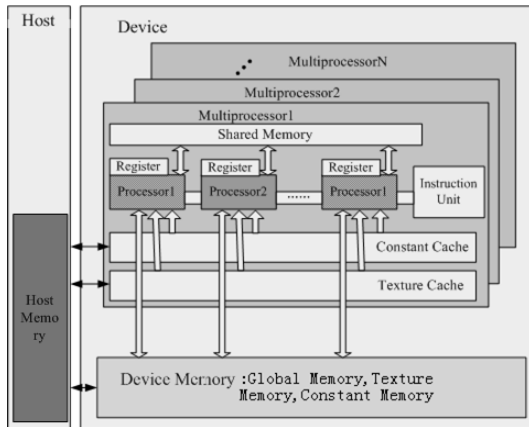 Host
Device
MultiprocessorN
Multiprocessor2
Multiprocessor1
Shared Memory
Register
Register
Register
Processor1
Processor2
......
Processor1
Instruction
Unit
Constant Cache
Texture Cache
Host
Memo
ry
Device Memory :Global Memory,Texture
Memory,Constant Memory